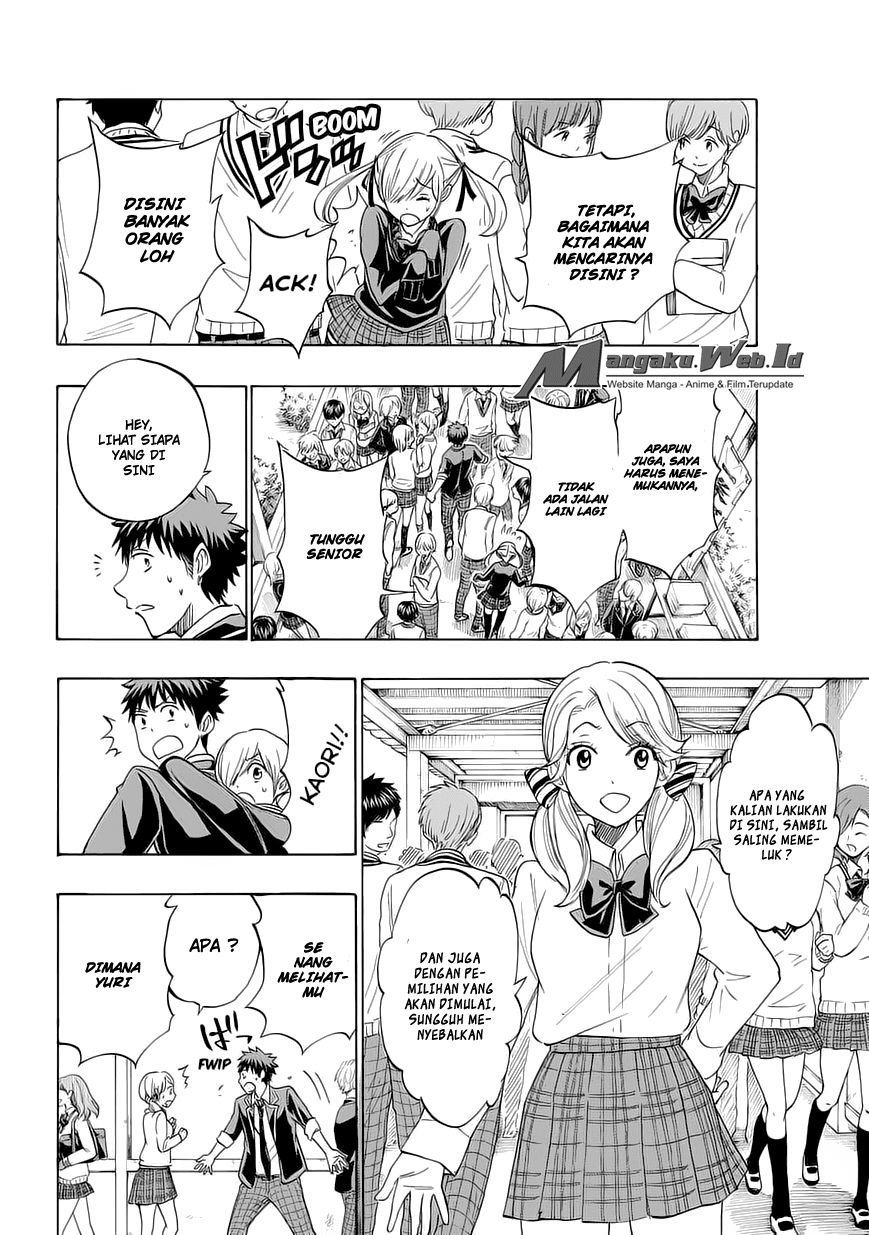 TETAPI,
BAGAIMANA
KITA AKAN
MENCARINYA
DISINI ?
BOOM
ACK!
DISINI
BANYAK
ORANG
LOH
Mangaku.Web.Id
Website Manga - Anime & Film Terupdate
APAPUN
JUGA, SAYA
HARUS MENE-
MUKANNYA,
TIDAK
ADA JALAN
LAIN LAGI
TUNGGU
SENIOR
HEY,
LIHAT SIAPA
YANG DI
SINI
APA YANG
KALIAN LAKUKAN
DI SINI, SAMBIL
SALING MEME-
LUK ?
DAN JUGA
DENGAN PE-
MILIHAN YANG
AKAN DIMULAI,
SUNGGUH ME-
NYEBALKAN
KAORI!!
SE
NANG
MELIHAT-
MU
APA ?
DIMANA
YURI
ばっ
FWIP